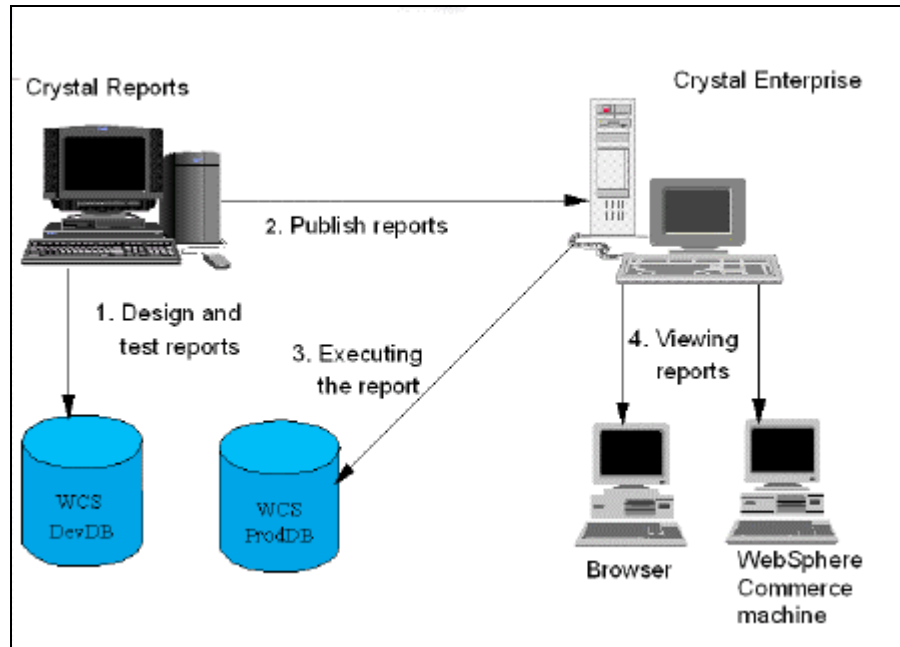 Crystal Reports
Crystal Enterprise
2. Publish reports
1. Design and
test reports
3. Executing
the report
4. Viewing
reports
WCS
DevDB
WCS
ProdDB
Browser
WebSphere
Commerce
machine